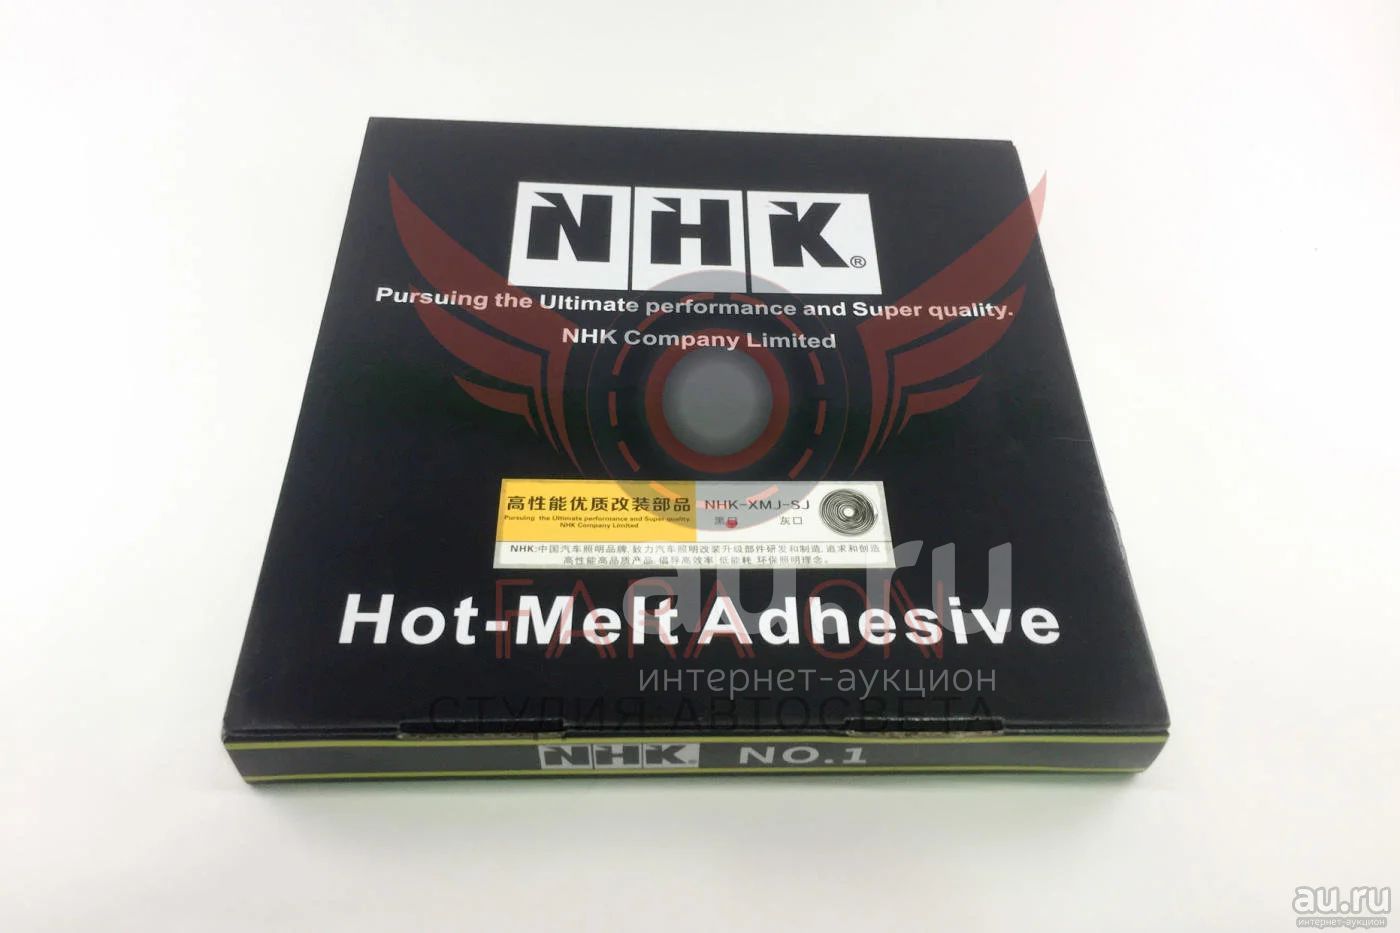 NHK®
Pursuing the Ultimate performance and Super quality.
NHK Company Limited
高性能优质改装部品
Pursuing the Ultimate performance and Super quality.
NHK Company Limited
NHK-XMJ-SJ
黑口 灰口
NHK:中国汽车照明品牌,致力汽车照明改装升级部件研发和制造,追求和创造
高性能高品质产品,倡导高效率,低能耗,环保照明理念。
au.ru
FARAON
Hot-Melt Adhesive
интернет-аукцион
СТУДИЯ АВТОСВЕТА
NHK. NO.1
au.ru
интернет-аукцион